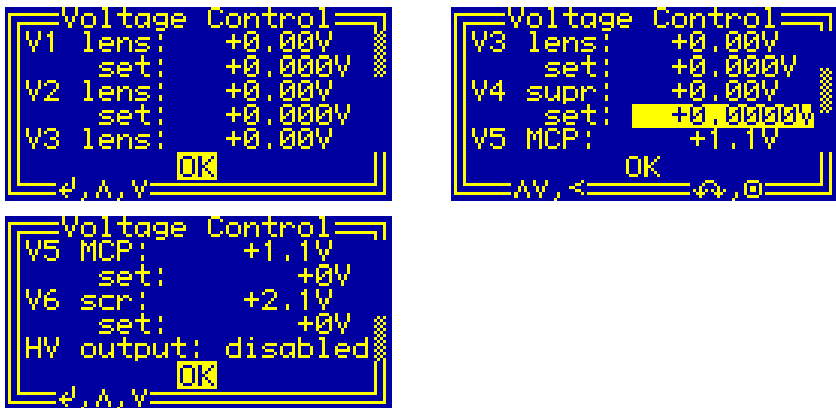 Voltage Control
V1 lens: +0.00V
set: +0.000V
V2 lens: +0.00V
set: +0.000V
V3 lens: +0.00V
OK
↲,Λ,V
Voltage Control
V3 lens: +0.00V
set: +0.000V
V4 supr: +0.00V
set: +0.0000V
V5 MCP: +1.1V
OK
ΛV,<
Voltage Control
V5 MCP: +1.1V
set: +0V
V6 scr: +2.1V
set: +0V
HV output: disabled
OK
↲,Λ,V